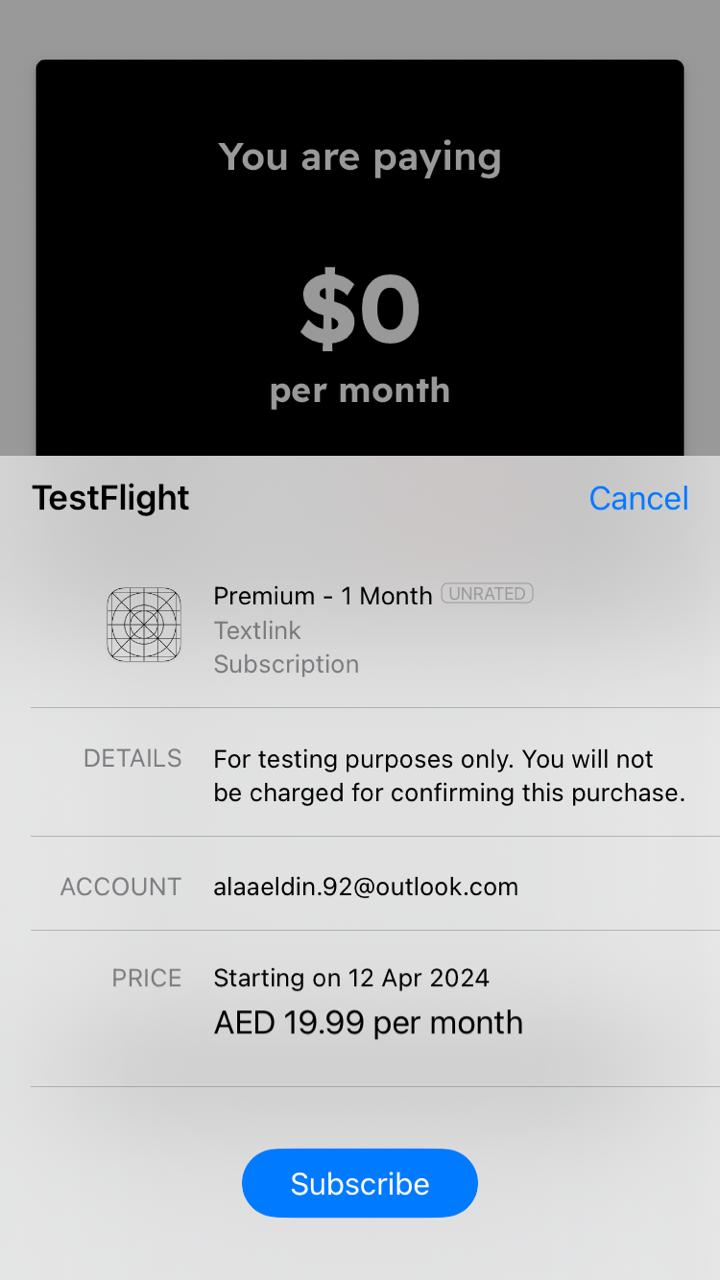 You are paying
$0
per month
TestFlight
Cancel
Premium - 1 Month UNRATED
Textlink
Subscription
DETAILS
For testing purposes only. You will not
be charged for confirming this purchase.
ACCOUNT
alaaeldin.92@outlook.com
PRICE
Starting on 12 Apr 2024
AED 19.99 per month
Subscribe